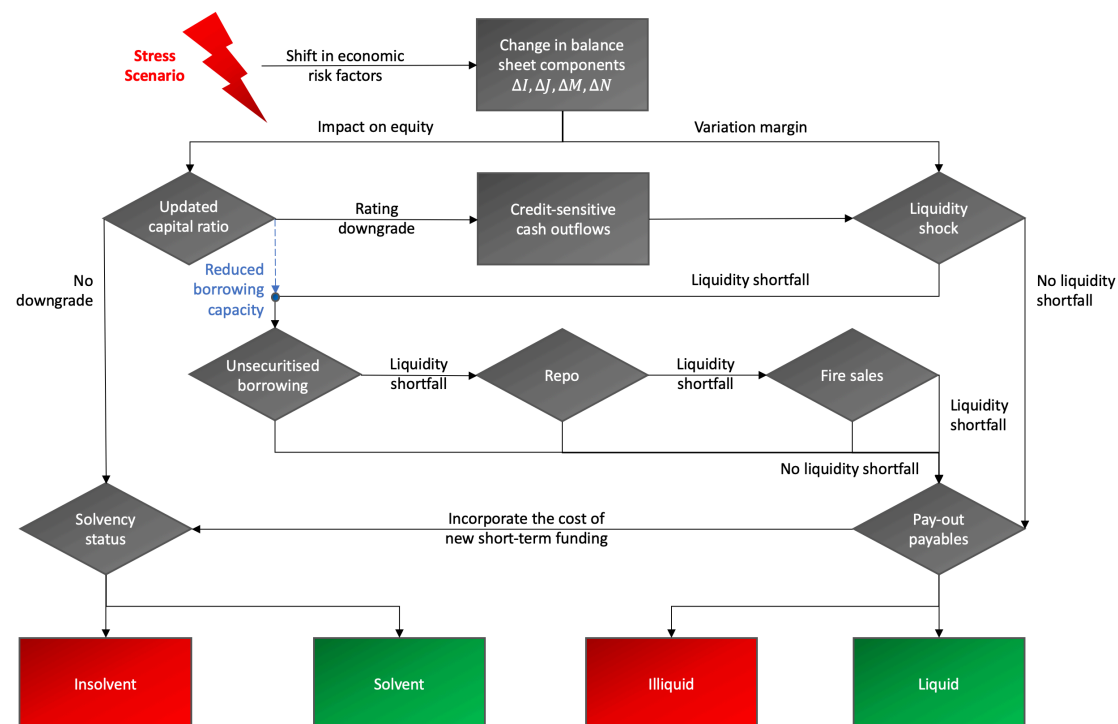 Stress
Scenario
Shift in economic
risk factors
Change in balance
sheet components
ΔI, ΔJ, ΔM, ΔN
Impact on equity
Variation margin
Updated
capital ratio
Rating
downgrade
Credit-sensitive
cash outflows
Liquidity
shock
No
downgrade
Reduced
borrowing
capacity
Liquidity shortfall
No liquidity
shortfall
Unsecuritised
borrowing
Liquidity
shortfall
Repo
Liquidity
shortfall
Fire sales
Liquidity
shortfall
No liquidity shortfall
Solvency
status
Incorporate the cost of
new short-term funding
Pay-out
payables
Insolvent
Solvent
Illiquid
Liquid